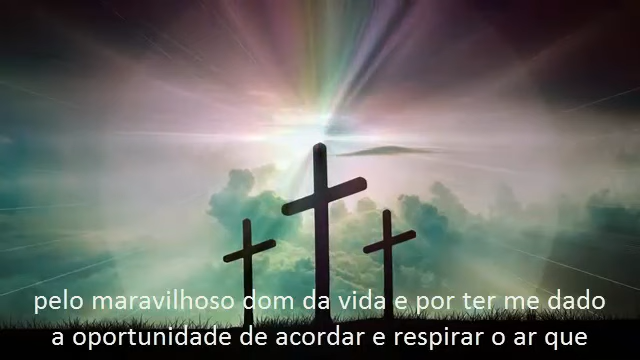 pelo maravilhoso dom da vida e por ter me dado
a oportunidade de acordar e respirar o ar que